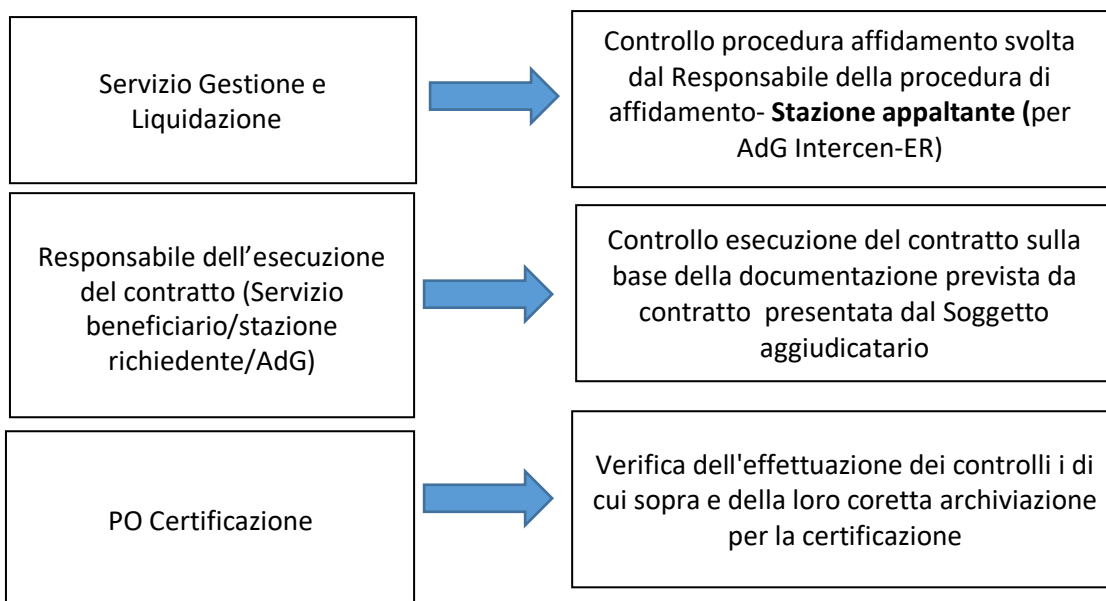 Servizio Gestione e
Liquidazione
Controllo procedura affidamento svolta
dal Responsabile della procedura di
affidamento- Stazione appaltante (per
AdG Intercen-ER)
Responsabile dell’esecuzione
del contratto (Servizio
beneficiario/stazione
richiedente/AdG)
Controllo esecuzione del contratto sulla
base della documentazione prevista da
contratto presentata dal Soggetto
aggiudicatario
PO Certificazione
Verifica dell'effettuazione dei controlli i di
cui sopra e della loro coretta archiviazione
per la certificazione